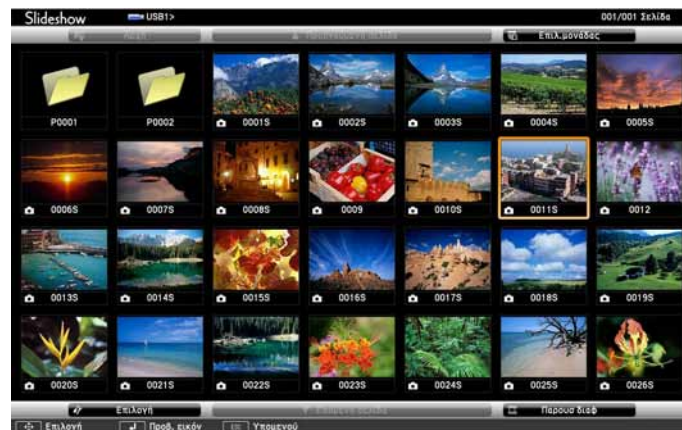 Slideshow USB1> 001/001 Σελίδα
Επιλ.μονάδας
P0001 P0002 0001S 0002S 0003S 0004S 0005S
0006S 0007S 0008S 0009 0010S 0011S 0012
0013S 0014S 0015S 0016S 0017S 0018S 0019S
0020S 0021S 0022S 0023S 0024S 0025S 0026S
Επιλογή Παρουσ διαφ
Επιλογή Προβ. εικόν Υπομενού